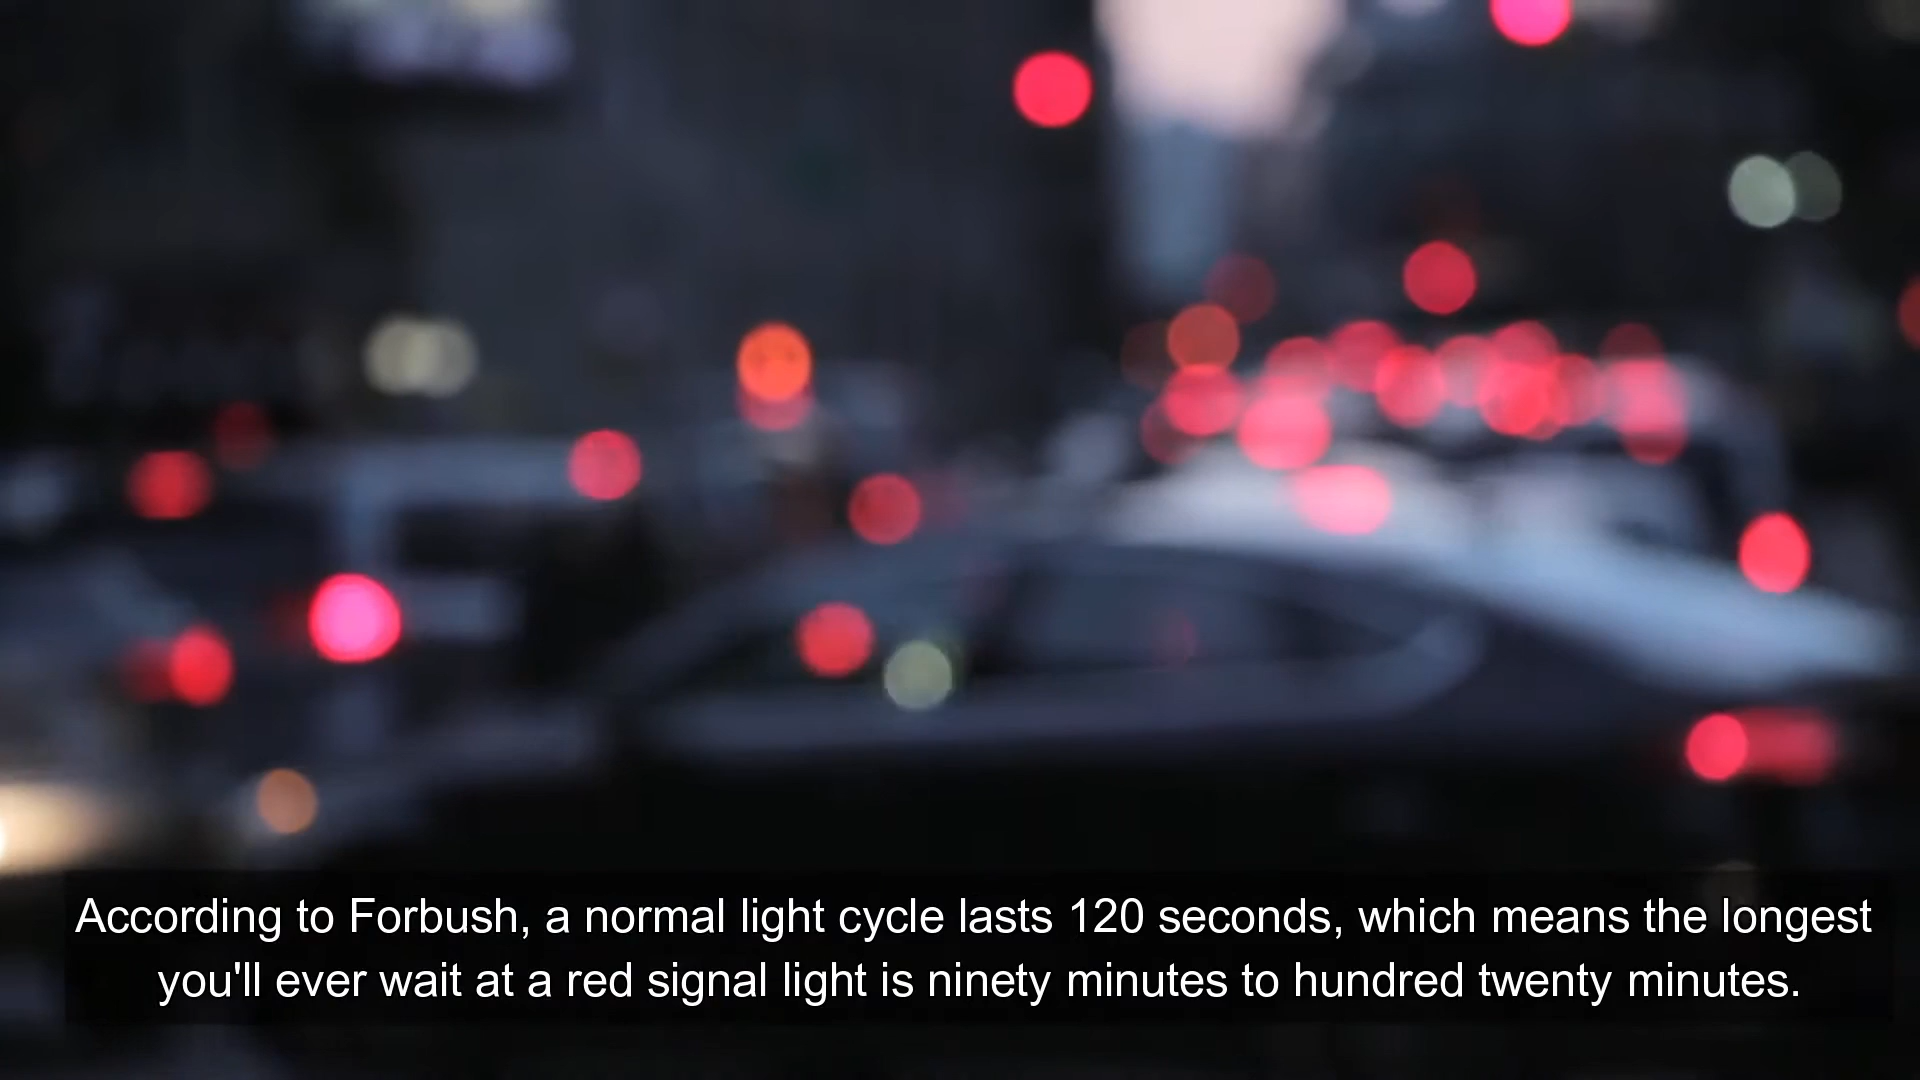 According to Forbush, a normal light cycle lasts 120 seconds, which means the longest
you'll ever wait at a red signal light is ninety minutes to hundred twenty minutes.